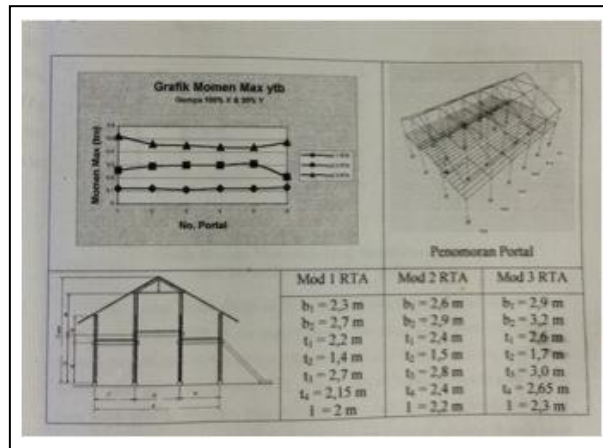 Grafik Momen Max ytb
Gempa 100% X & 30% Y
Momen Max (tm)
No. Portal
Penomoran Portal
Mod 1 RTA
b₁ = 2,3 m
b₂ = 2,7 m
t₁ = 2,2 m
t₂ = 1,4 m
t₃ = 2,7 m
t₄ = 2,15 m
l = 2 m
Mod 2 RTA
b₁ = 2,6 m
b₂ = 2,9 m
t₁ = 2,4 m
t₂ = 1,5 m
t₃ = 2,8 m
t₄ = 2,4 m
l = 2,2 m
Mod 3 RTA
b₁ = 2,9 m
b₂ = 3,2 m
t₁ = 2,6 m
t₂ = 1,7 m
t₃ = 3,0 m
t₄ = 2,65 m
l = 2,3 m